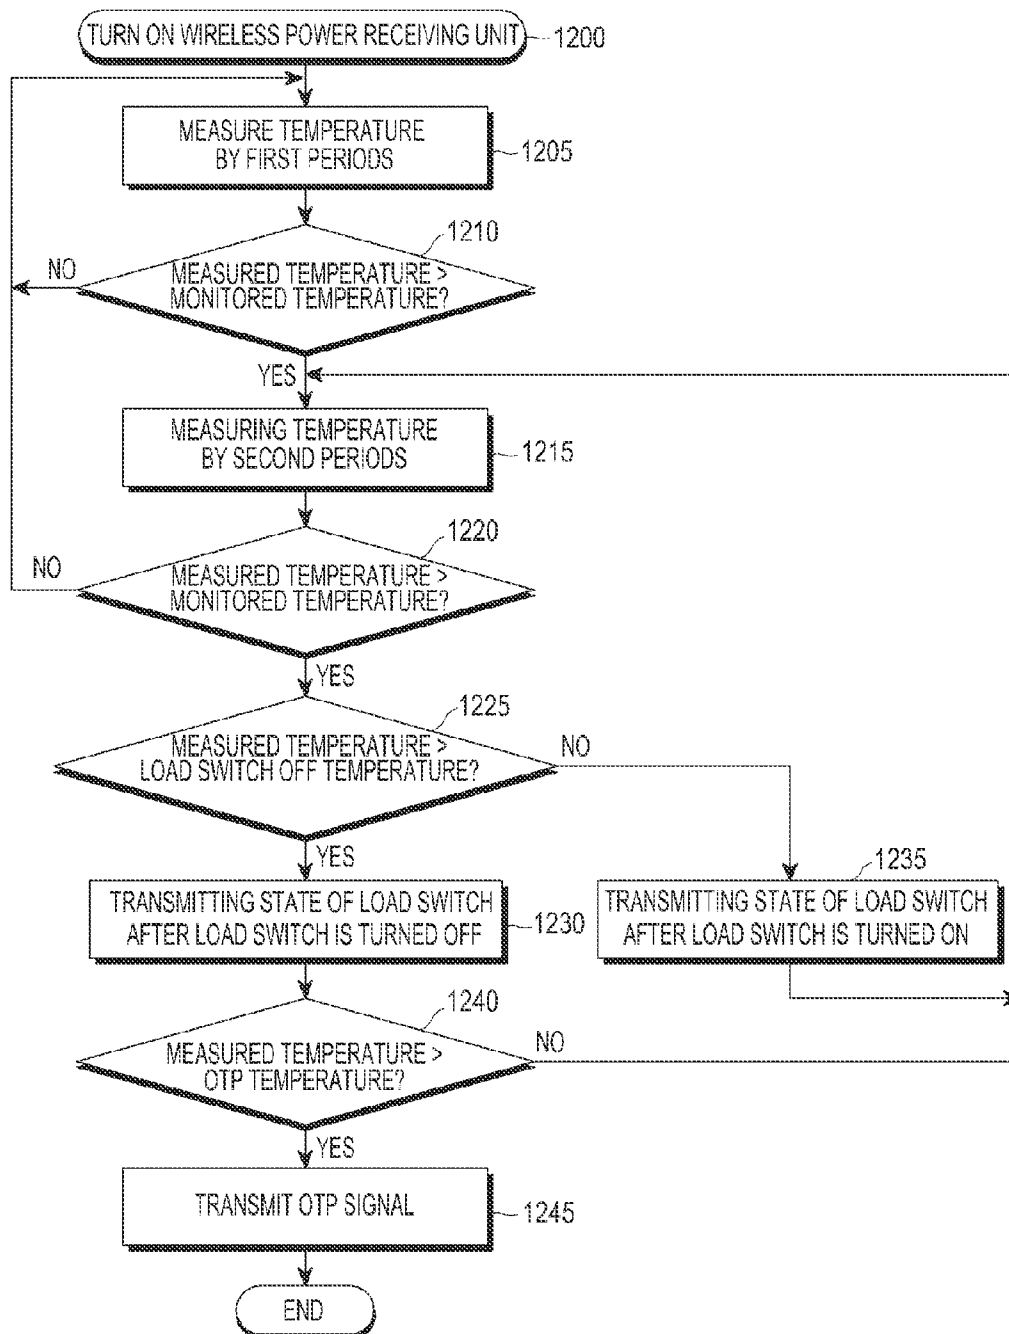 TURN ON WIRELESS POWER RECEIVING UNIT
1200
MEASURE TEMPERATURE
BY FIRST PERIODS
1205
1210
NO
MEASURED TEMPERATURE >
MONITORED TEMPERATURE?
YES
MEASURING TEMPERATURE
BY SECOND PERIODS
1215
1220
NO
MEASURED TEMPERATURE >
MONITORED TEMPERATURE?
YES
1225
MEASURED TEMPERATURE >
LOAD SWITCH OFF TEMPERATURE?
NO
YES
1235
TRANSMITTING STATE OF LOAD SWITCH
AFTER LOAD SWITCH IS TURNED OFF
1230
TRANSMITTING STATE OF LOAD SWITCH
AFTER LOAD SWITCH IS TURNED ON
1240
MEASURED TEMPERATURE >
OTP TEMPERATURE?
NO
YES
TRANSMIT OTP SIGNAL
1245
END